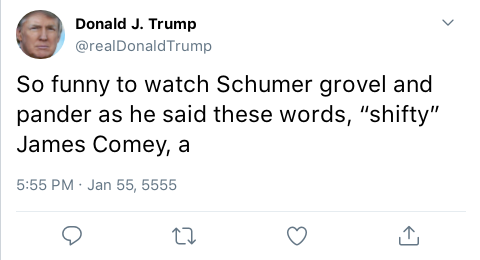 Donald J. Trump
@realDonaldTrump
So funny to watch Schumer grovel and
pander as he said these words, “shifty”
James Comey, a
5:55 PM · Jan 55, 5555